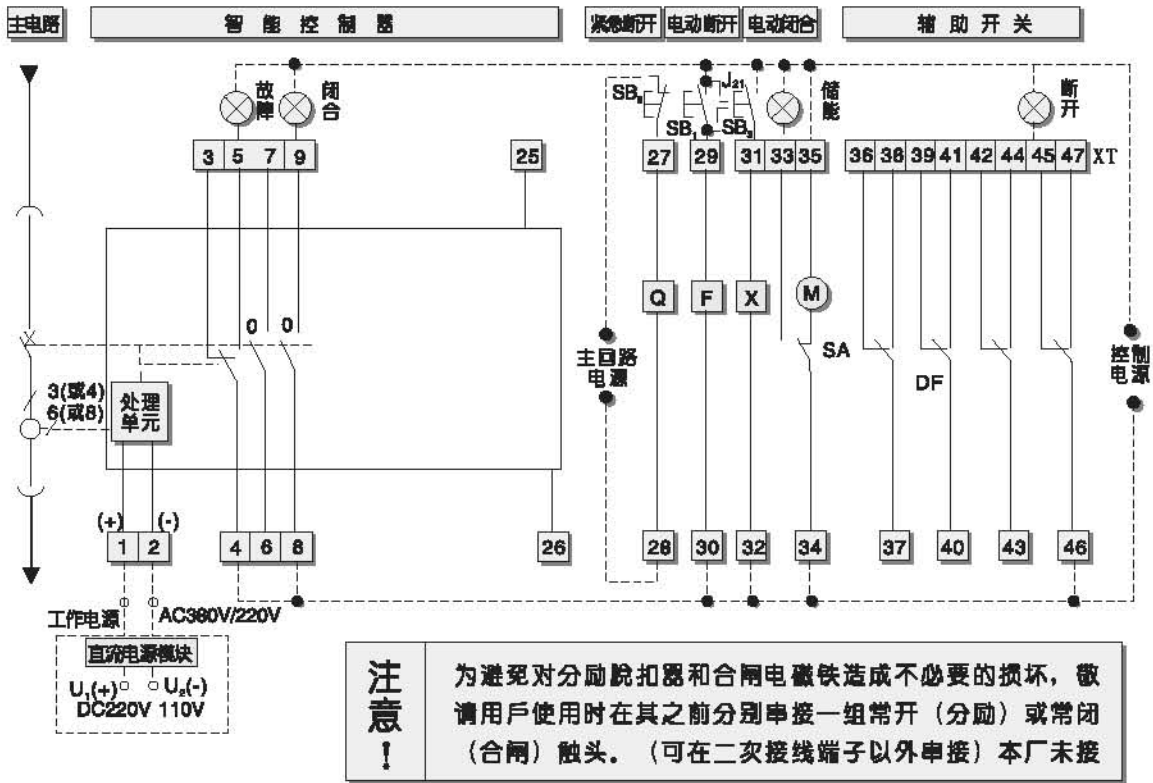 主电路 智能控制器 紧急断开 电动断开 电动闭合 辅助开关
故障 闭合 SBu SB1 J21 SB3 储能 断开
3 5 7 9 25 27 29 31 33 35 36 38 39 41 42 44 45 47 XT
Q F X M
0 0
SA
DF
主回路
电源
控制
电源
3(或4)
6(或8)
处理
单元
(+) (-)
1 2 4 6 8 26 28 30 32 34 37 40 43 46
工作电源 AC380V/220V
直流电源模块
U₁(+) U₂(-)
DC220V 110V
注意!
为避免对分励脱扣器和合闸电磁铁造成不必要的损坏，敬
请用戶使用时在其之前分别串接一组常开（分励）或常闭
（合闸）触头。（可在二次接线端子以外串接）本厂未接